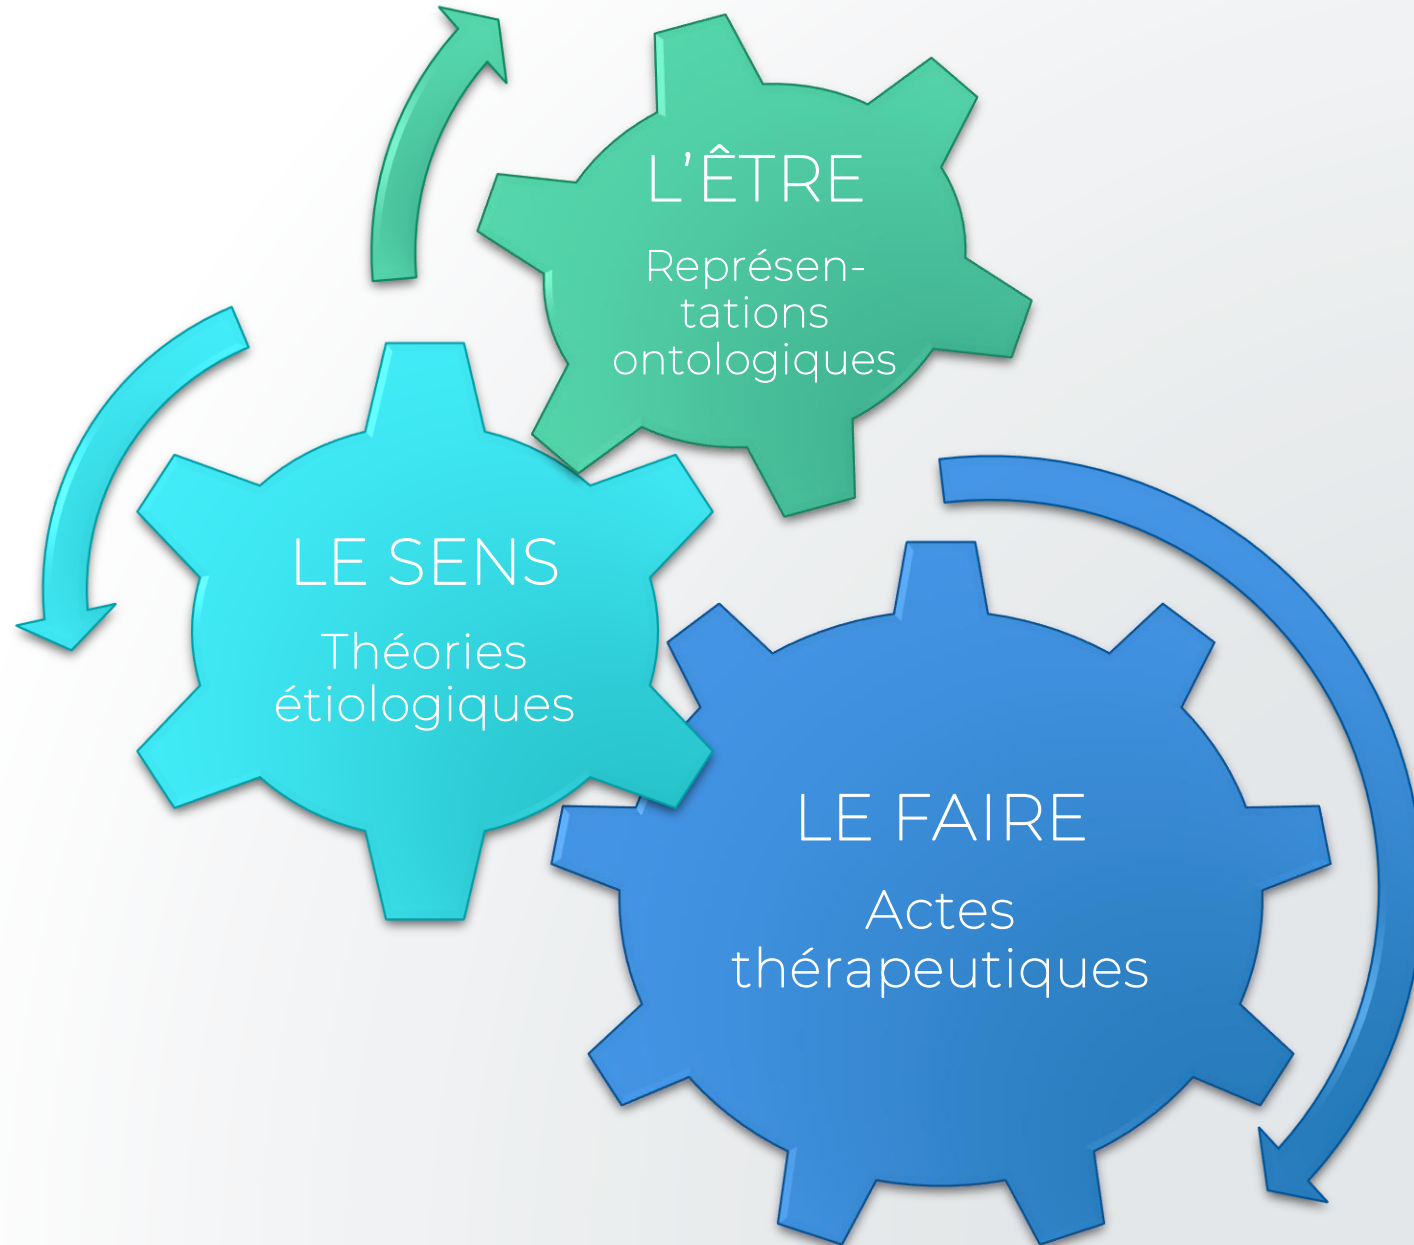 L'ÊTRE
Représen-
tations
ontologiques
LE SENS
Théories
étiologiques
LE FAIRE
Actes
thérapeutiques